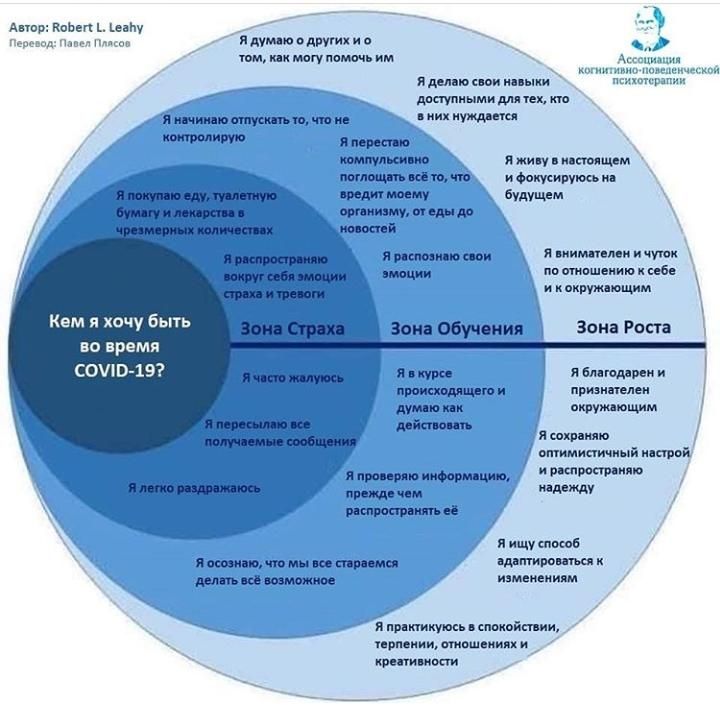 Автор: Robert L. Leahy
Перевод: Павел Плясов
Ассоциация
когнитивно-поведенческой
психотерапии
Я думаю о других и о
том, как могу помочь им
Я делаю свои навыки
доступными для тех, кто
в них нуждается
Я начинаю отпускать то, что не
контролирую
Я перестаю
компульсивно
поглощать всё то, что
вредит моему
организму, от еды до
новостей
Я живу в настоящем
и фокусируюсь на
будущем
Я покупаю еду, туалетную
бумагу и лекарства в
чрезмерных количествах
Я распространяю
вокруг себя эмоции
страха и тревоги
Я распознаю свои
эмоции
Я внимателен и чуток
по отношению к себе
и к окружающим
Кем я хочу быть
во время
COVID-19?
Зона Страха
Зона Обучения
Зона Роста
Я часто жалуюсь
Я в курсе
происходящего и
думаю как
действовать
Я благодарен и
признателен
окружающим
Я пересылаю все
получаемые сообщения
Я сохраняю
оптимистичный настрой
и распространяю
надежду
Я легко раздражаюсь
Я проверяю информацию,
прежде чем
распространять её
Я осознаю, что мы все стараемся
делать всё возможное
Я ищу способ
адаптироваться к
изменениям
Я практикуюсь в спокойствии,
терпении, отношениях и
креативности